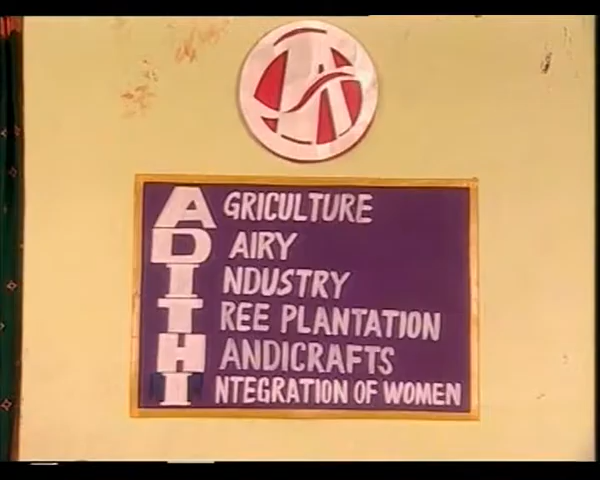 AGRICULTURE
DAIRY
INDUSTRY
TREE PLANTATION
HANDICRAFTS
INTEGRATION OF WOMEN